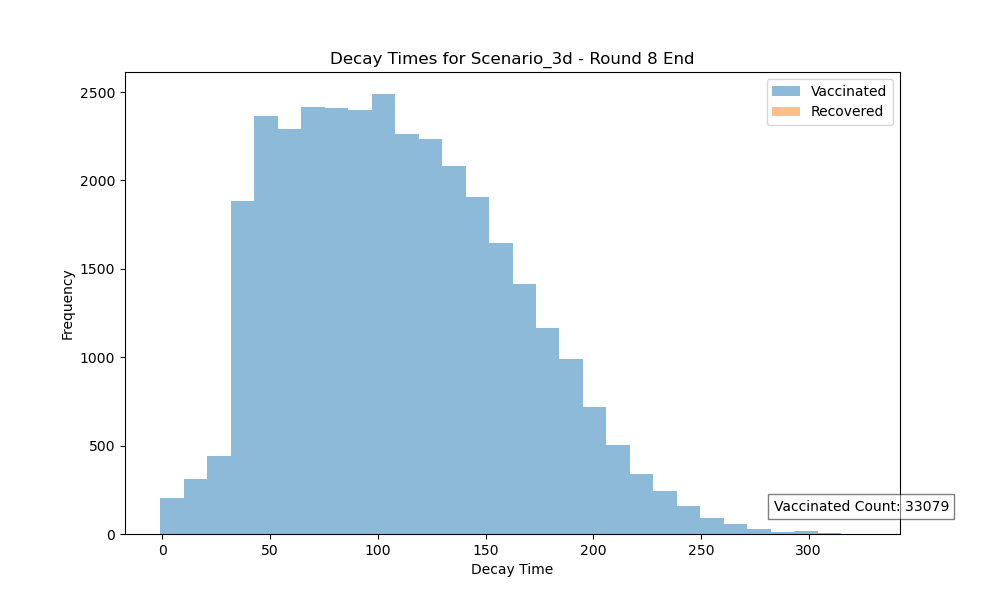 Decay Times for Scenario_3d - Round 8 End
Vaccinated
Recovered
2500
2000
1500
1000
500
0
Frequency
Vaccinated Count: 33079
0 50 100 150 200 250 300
Decay Time